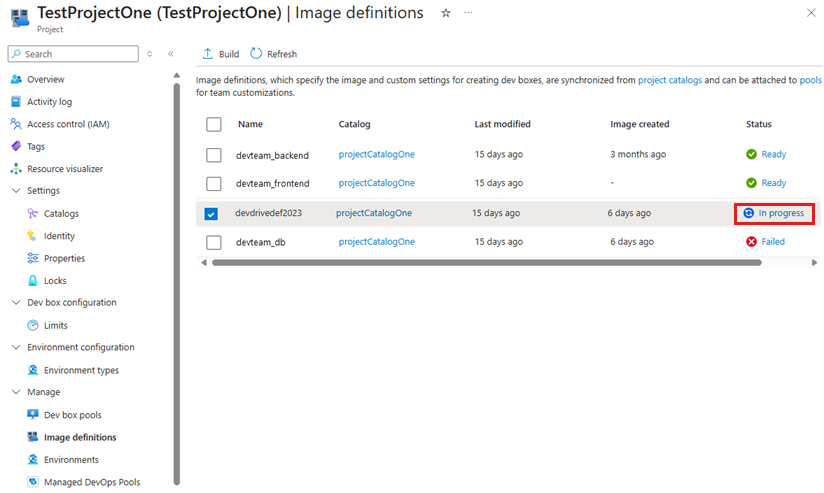 TestProjectOne (TestProjectOne) | Image definitions
Project
Search
Build
Refresh
Overview
Activity log
Access control (IAM)
Tags
Resource visualizer
Settings
Catalogs
Identity
Properties
Locks
Dev box configuration
Limits
Environment configuration
Environment types
Manage
Dev box pools
Image definitions
Environments
Managed DevOps Pools
Image definitions, which specify the image and custom settings for creating dev boxes, are synchronized from project catalogs and can be attached to pools
for team customizations.
Name Catalog Last modified Image created Status
devteam_backend projectCatalogOne 15 days ago 3 months ago Ready
devteam_frontend projectCatalogOne 15 days ago - Ready
devdrivedef2023 projectCatalogOne 15 days ago 6 days ago In progress
devteam_db projectCatalogOne 15 days ago 6 days ago Failed